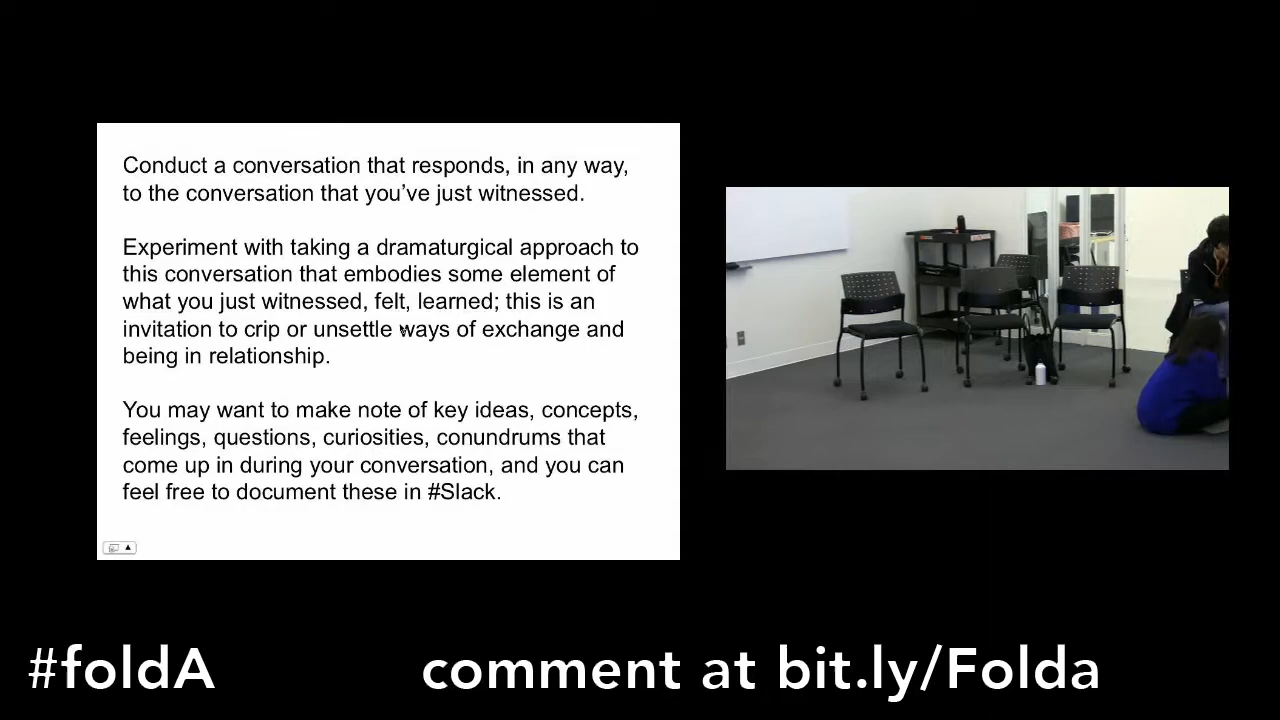 Conduct a conversation that responds, in any way,
to the conversation that you’ve just witnessed.
Experiment with taking a dramaturgical approach to
this conversation that embodies some element of
what you just witnessed, felt, learned; this is an
invitation to crip or unsettle ways of exchange and
being in relationship.
You may want to make note of key ideas, concepts,
feelings, questions, curiosities, conundrums that
come up in during your conversation, and you can
feel free to document these in #Slack.
#foldA comment at bit.ly/Folda